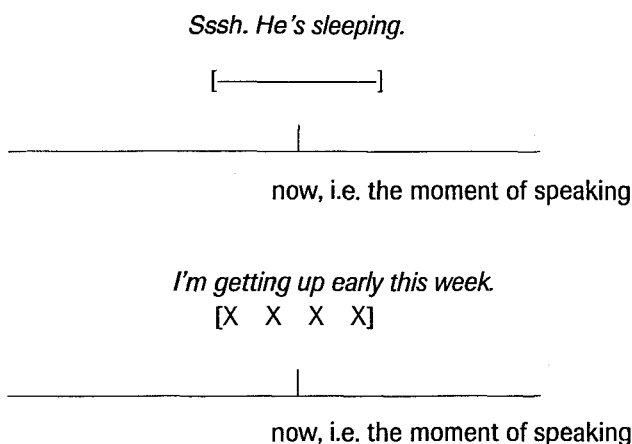 Sssh. He's sleeping.
[ ]
now, i.e. the moment of speaking
I'm getting up early this week.
[X X X X]
now, i.e. the moment of speaking